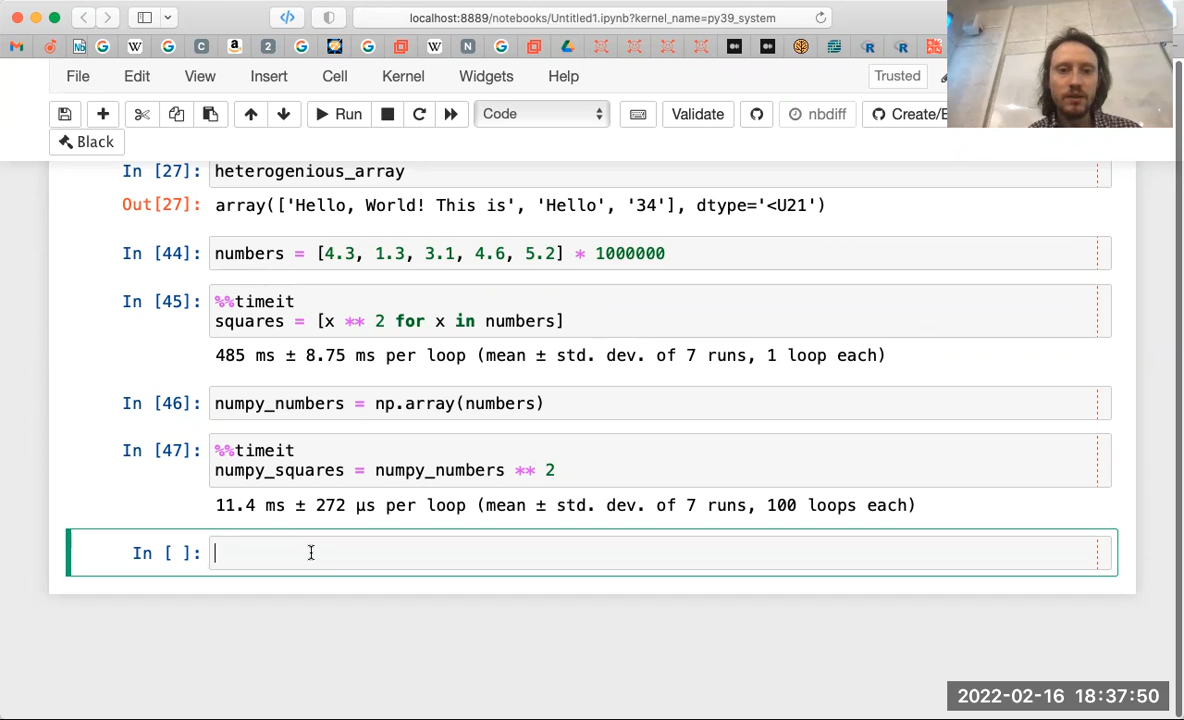 localhost:8889/notebooks/Untitled1.ipynb?kernel_name=py39_system
File Edit View Insert Cell Kernel Widgets Help Trusted
Run Code Validate nbdiff Create/E
Black
In [27]: heterogenious_array
Out[27]: array(['Hello, World! This is', 'Hello', '34'], dtype='<U21')
In [44]: numbers = [4.3, 1.3, 3.1, 4.6, 5.2] * 1000000
In [45]: %%timeit
squares = [x ** 2 for x in numbers]
485 ms ± 8.75 ms per loop (mean ± std. dev. of 7 runs, 1 loop each)
In [46]: numpy_numbers = np.array(numbers)
In [47]: %%timeit
numpy_squares = numpy_numbers ** 2
11.4 ms ± 272 µs per loop (mean ± std. dev. of 7 runs, 100 loops each)
In [ ]:
2022-02-16 18:37:50